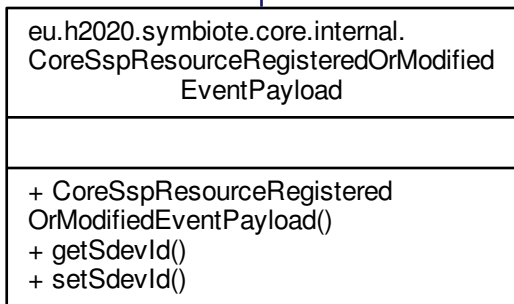 eu.h2020.symbiote.core.internal.
CoreSspResourceRegisteredOrModified
EventPayload
+ CoreSspResourceRegistered
OrModifiedEventPayload()
+ getSdevId()
+ setSdevId()